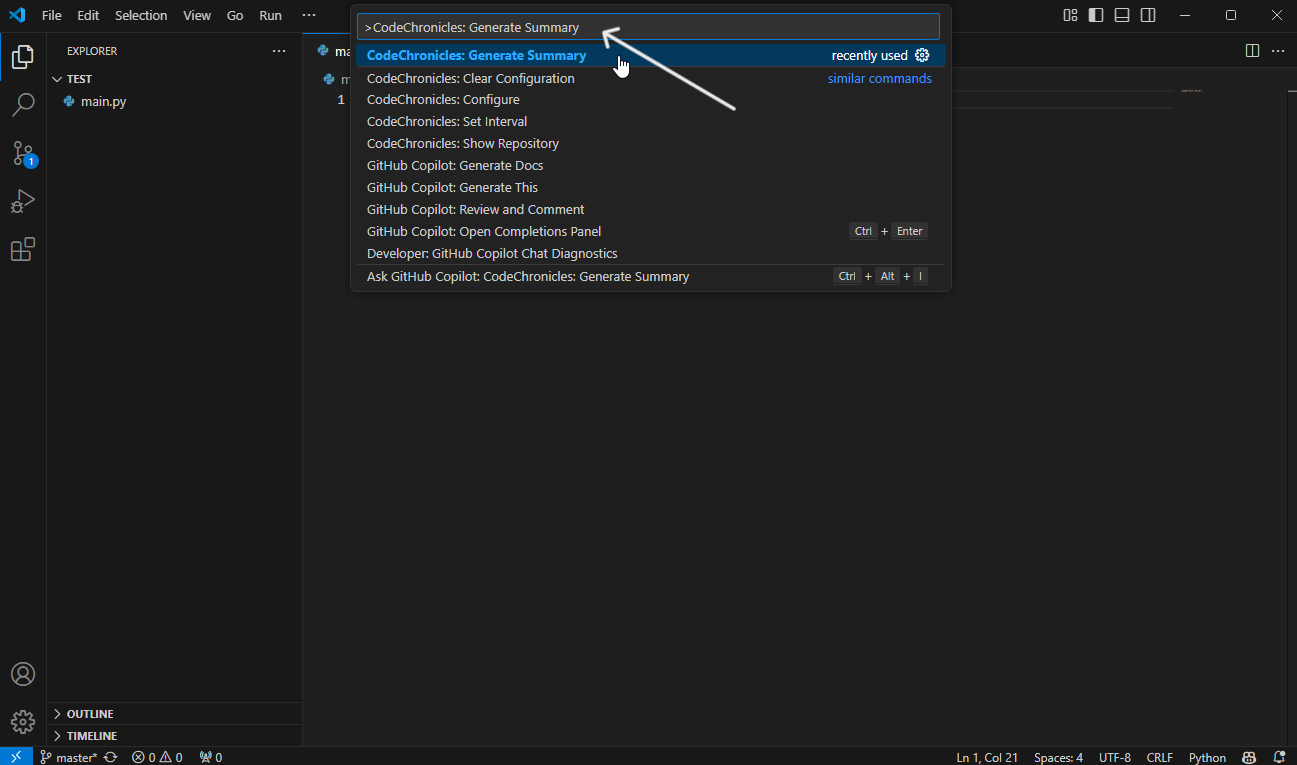 File Edit Selection View Go Run ···
>CodeChronicles: Generate Summary
EXPLORER ···
TEST
main.py
1
CodeChronicles: Generate Summary recently used
CodeChronicles: Clear Configuration similar commands
CodeChronicles: Configure
CodeChronicles: Set Interval
CodeChronicles: Show Repository
GitHub Copilot: Generate Docs
GitHub Copilot: Generate This
GitHub Copilot: Review and Comment
GitHub Copilot: Open Completions Panel Ctrl + Enter
Developer: GitHub Copilot Chat Diagnostics
Ask GitHub Copilot: CodeChronicles: Generate Summary Ctrl + Alt + I
1
OUTLINE
TIMELINE
master* 0 0 0 Ln 1, Col 21 Spaces: 4 UTF-8 CRLF Python